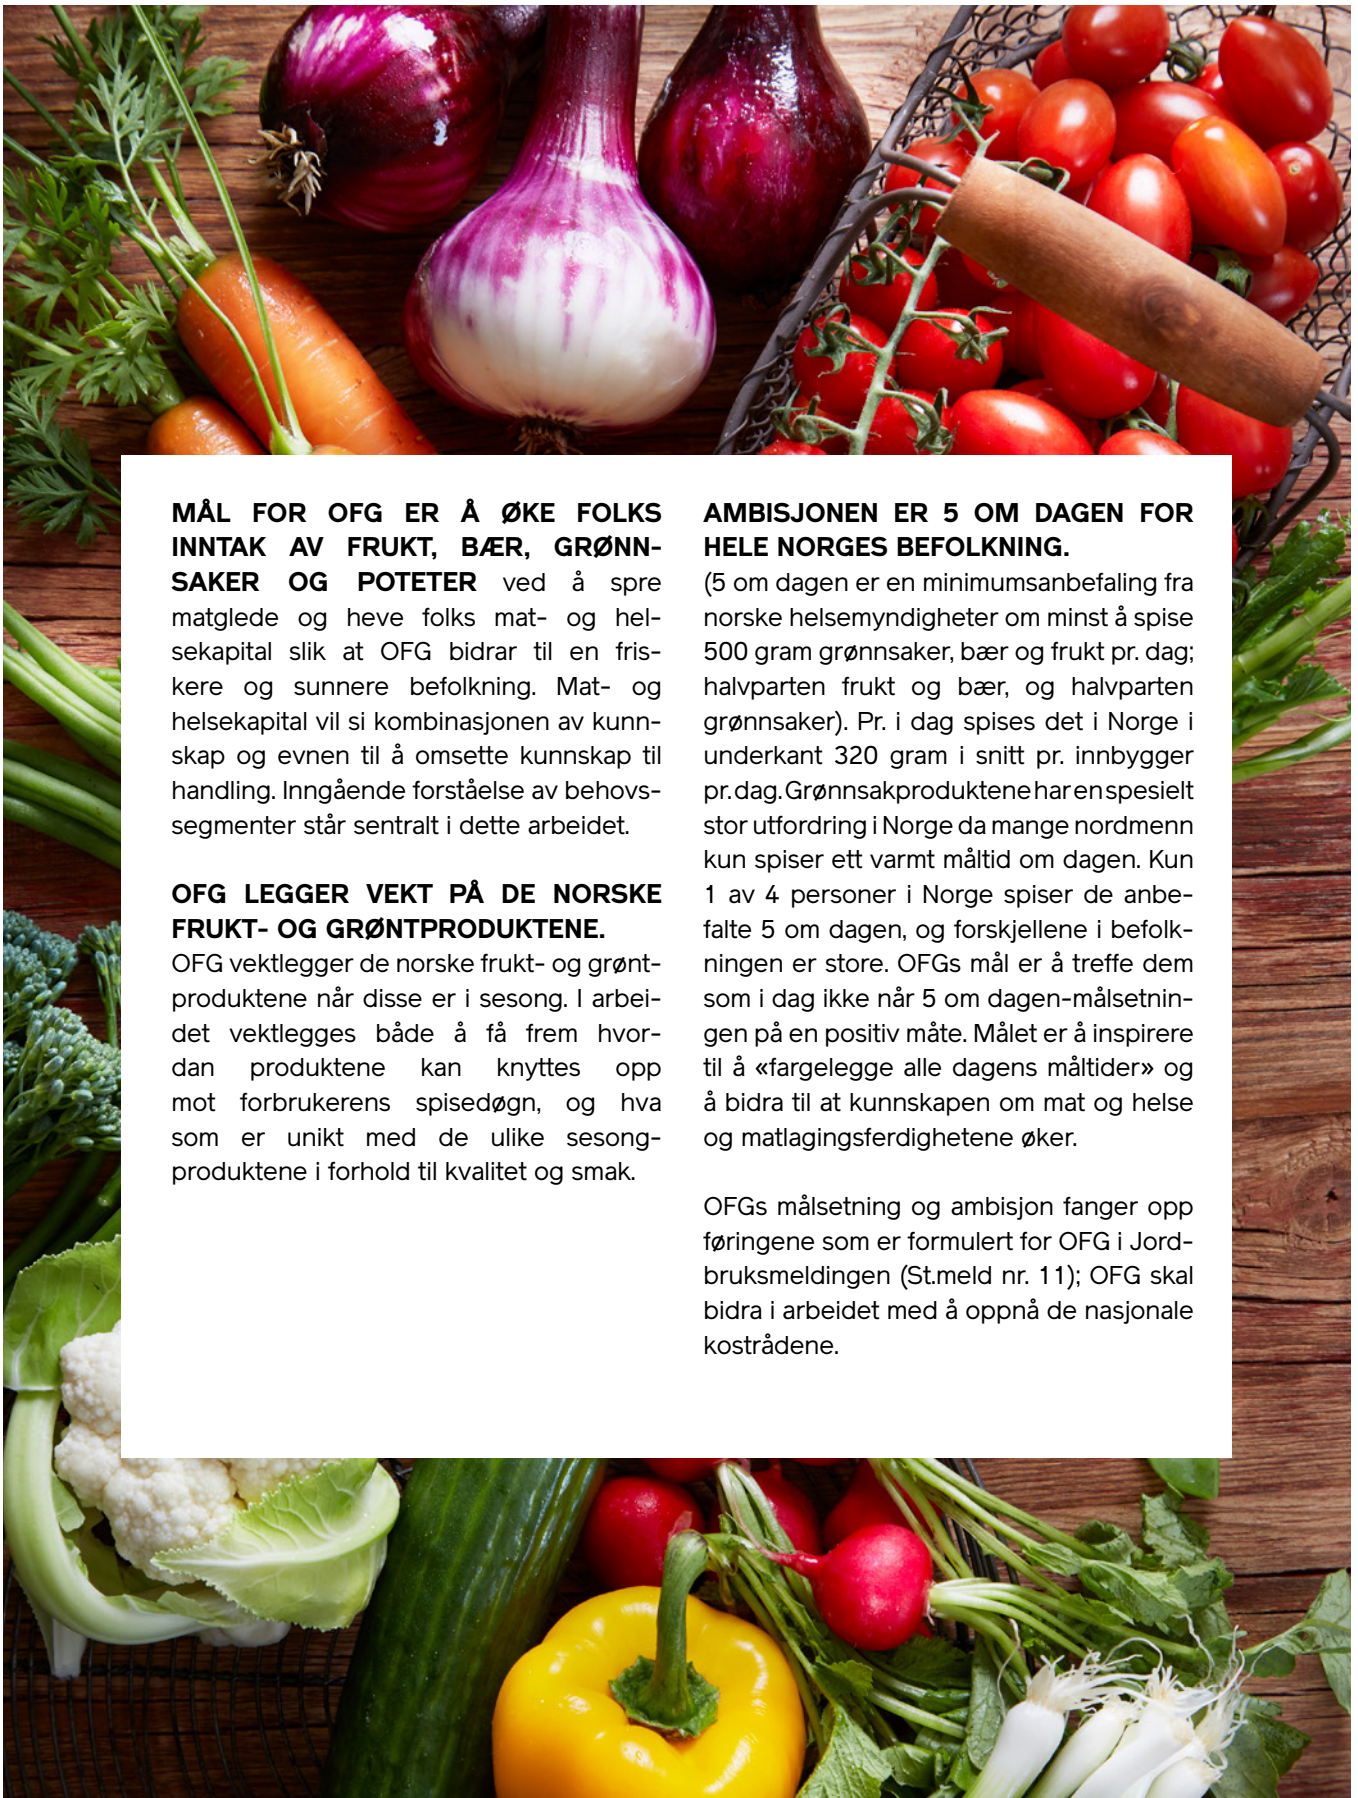 MÅL FOR OFG ER Å ØKE FOLKS
INNTAK AV FRUKT, BÆR, GRØNN-
SAKER OG POTETER ved å spre
matglede og heve folks mat- og hel-
sekapital slik at OFG bidrar til en fris-
kere og sunnere befolkning. Mat- og
helsekapital vil si kombinasjonen av kunn-
skap og evnen til å omsette kunnskap til
handling. Inngående forståelse av behovs-
segmenter står sentralt i dette arbeidet.

OFG LEGGER VEKT PÅ DE NORSKE
FRUKT- OG GRØNTPRODUKTENE.
OFG vektlegger de norske frukt- og grønt-
produktene når disse er i sesong. I arbei-
det vektlegges både å få frem hvor-
dan produktene kan knyttes opp
mot forbrukerens spisedøgn, og hva
som er unikt med de ulike sesong-
produktene i forhold til kvalitet og smak.

AMBISJONEN ER 5 OM DAGEN FOR
HELE NORGES BEFOLKNING.
(5 om dagen er en minimumsanbefaling fra
norske helsemyndigheter om minst å spise
500 gram grønnsaker, bær og frukt pr. dag;
halvparten frukt og bær, og halvparten
grønnsaker). Pr. i dag spises det i Norge i
underkant 320 gram i snitt pr. innbygger
pr. dag. Grønnsakproduktene har en spesielt
stor utfordring i Norge da mange nordmenn
kun spiser ett varmt måltid om dagen. Kun
1 av 4 personer i Norge spiser de anbe-
falte 5 om dagen, og forskjellene i befolk-
ningen er store. OFGs mål er å treffe dem
som i dag ikke når 5 om dagen-målsetnin-
gen på en positiv måte. Målet er å inspirere
til å «fargelegge alle dagens måltider» og
å bidra til at kunnskapen om mat og helse
og matlagingsferdighetene øker.

OFGs målsetning og ambisjon fanger opp
føringene som er formulert for OFG i Jord-
bruksmeldingen (St.meld nr. 11); OFG skal
bidra i arbeidet med å oppnå de nasjonale
kostrådene.